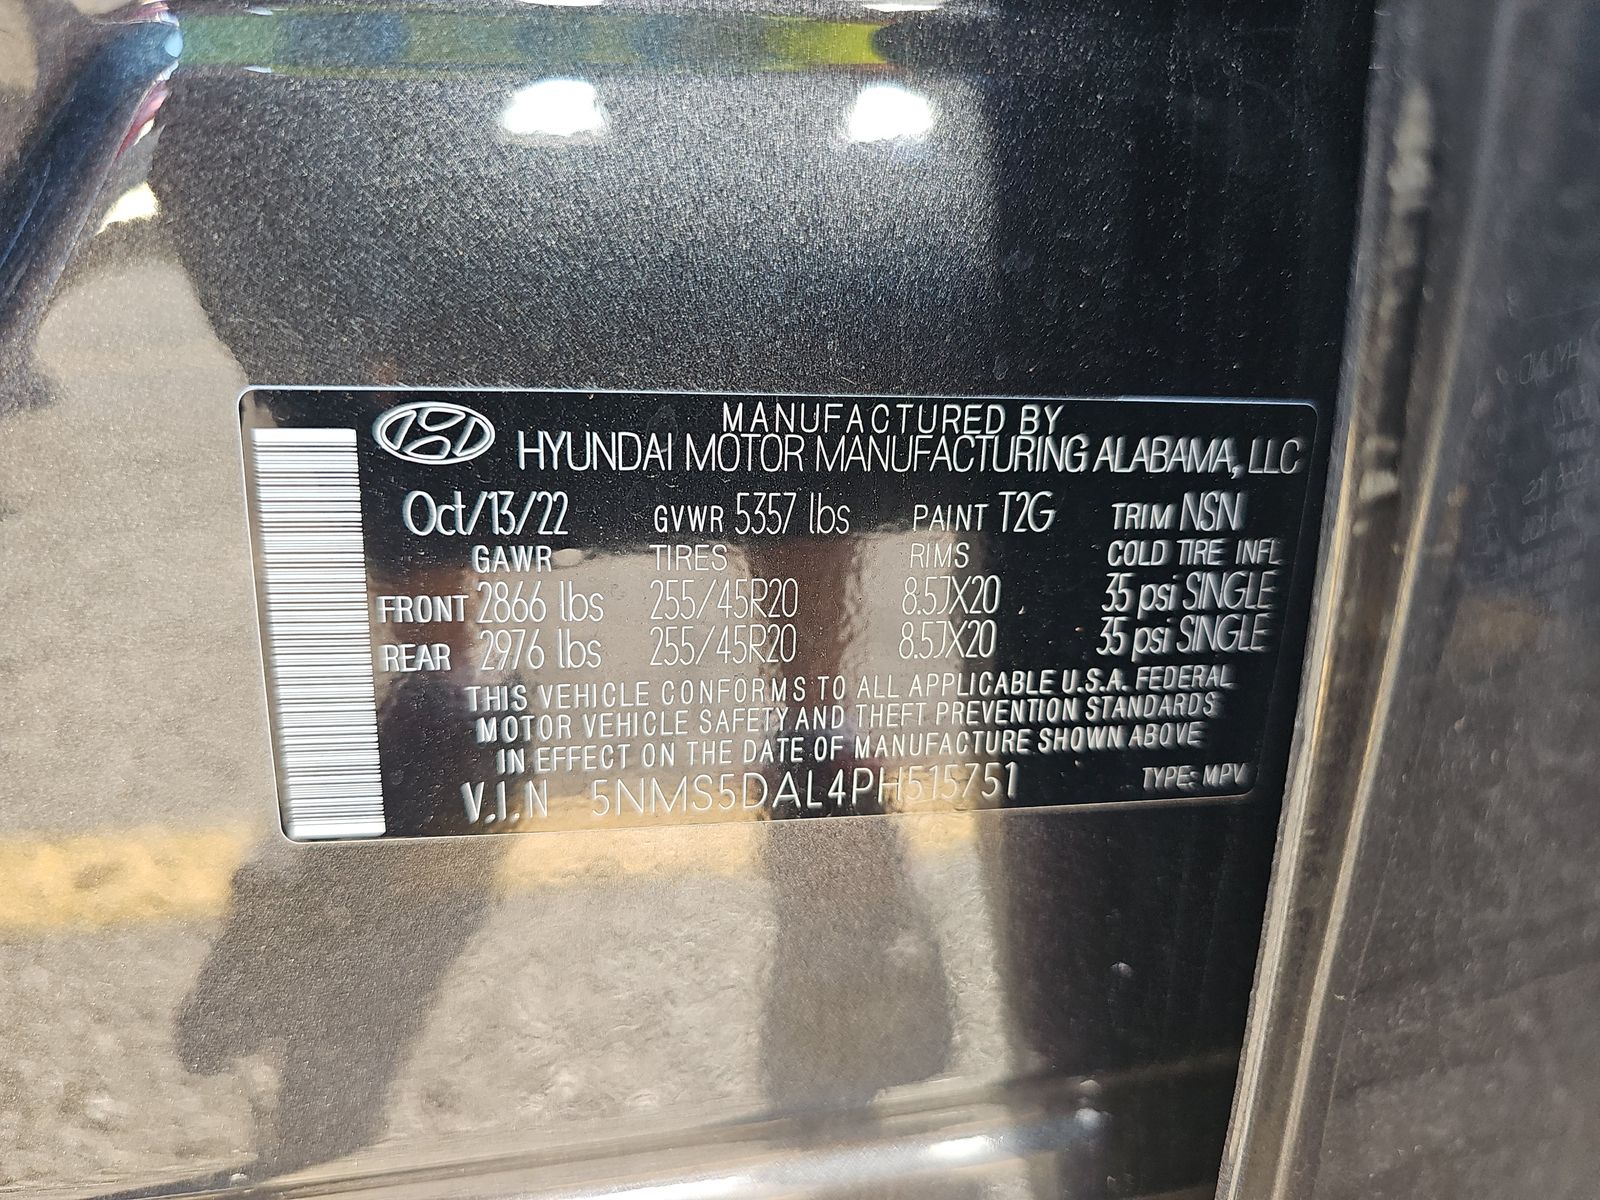 MANUFACTURED BY
HYUNDAI MOTOR MANUFACTURING ALABAMA, LLC
Oct/13/22 GVWR 5357 lbs PAINT T2G TRIM NSN
GAWR TIRES RIMS COLD TIRE INFL
FRONT 2866 lbs 255/45R20 8.5JX20 35 psi SINGLE
REAR 2976 lbs 255/45R20 8.5JX20 35 psi SINGLE
THIS VEHICLE CONFORMS TO ALL APPLICABLE U.S.A. FEDERAL
MOTOR VEHICLE SAFETY AND THEFT PREVENTION STANDARDS
IN EFFECT ON THE DATE OF MANUFACTURE SHOWN ABOVE
V.I.N 5NMS5DAL4PH515751 TYPE: MPV